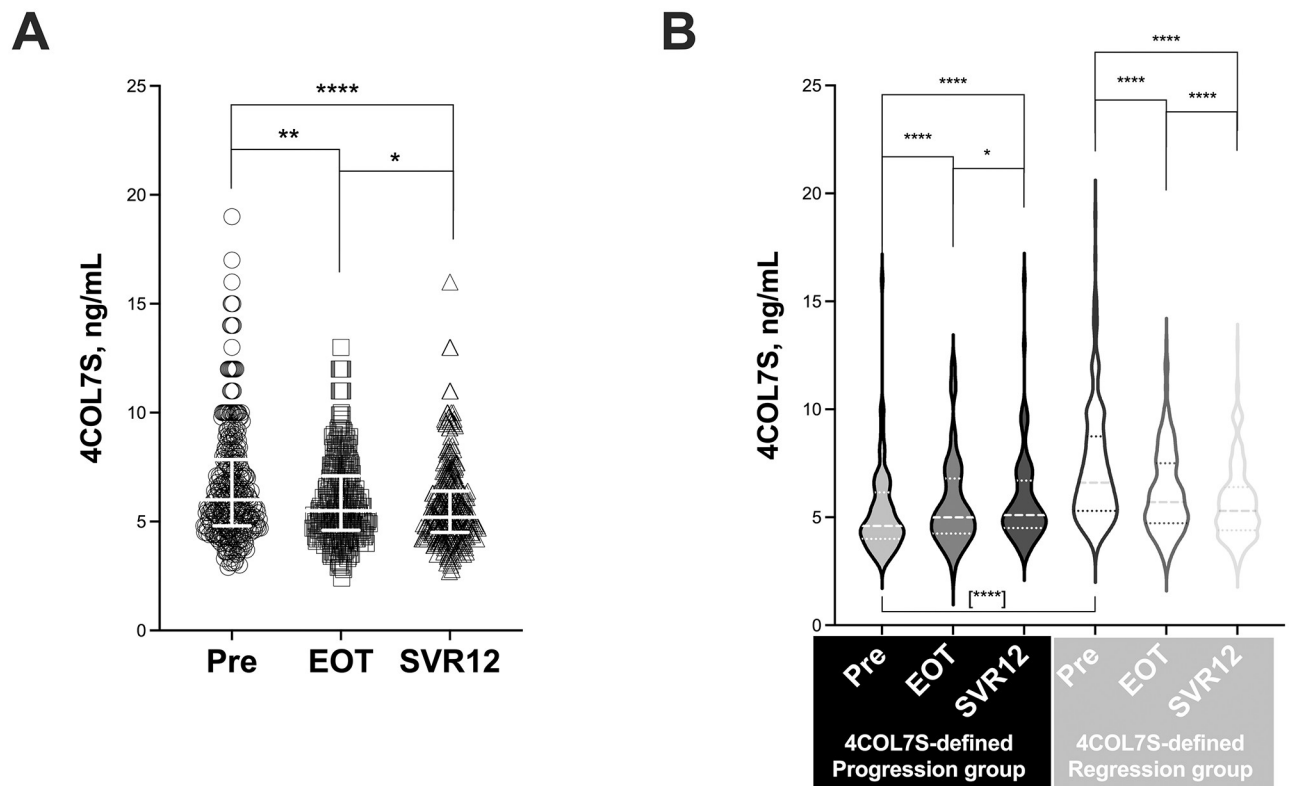 A
B
4COL7S, ng/mL
25
20
15
10
5
0
****
**
*
Pre
EOT
SVR12
4COL7S, ng/mL
25
20
15
10
5
0
****
****
*
****
****
****
[****]
Pre
EOT
SVR12
Pre
EOT
SVR12
4COL7S-defined
Progression group
4COL7S-defined
Regression group